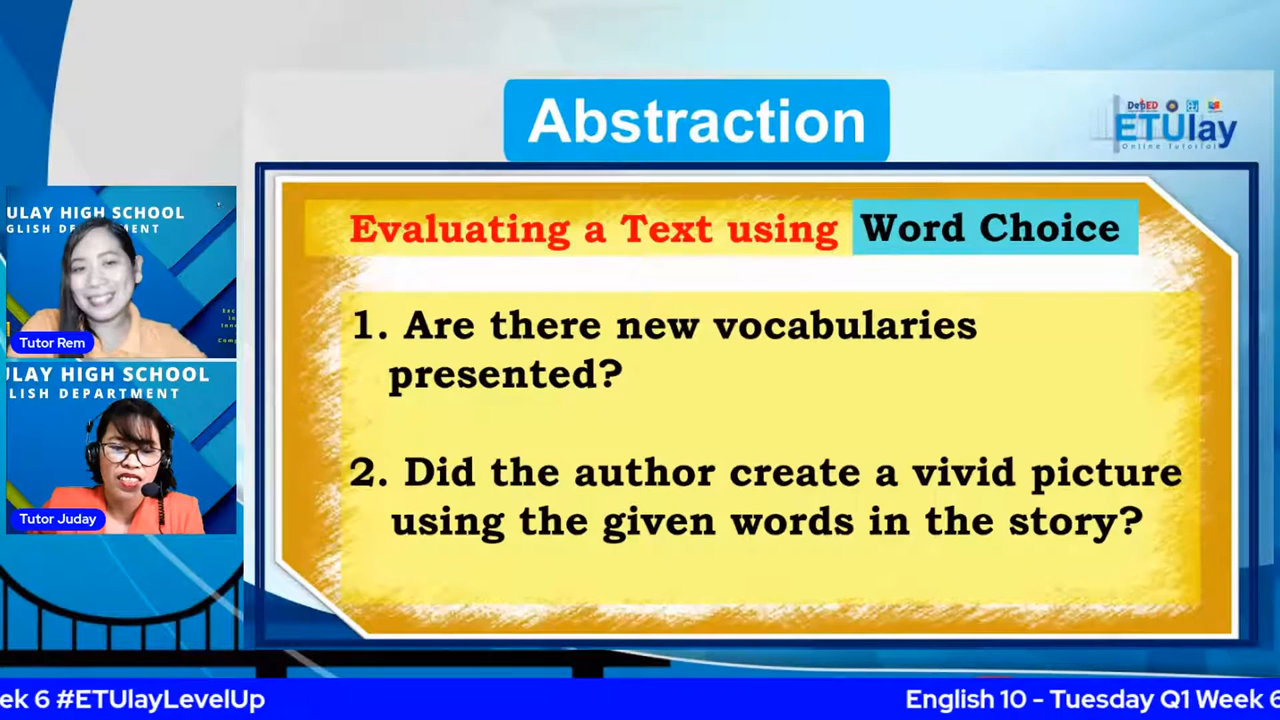 Abstraction
DepED
ETUlay
Online Tutorial
Evaluating a Text using Word Choice
1. Are there new vocabularies
presented?
2. Did the author create a vivid picture
using the given words in the story?
ULAY HIGH SCHOOL
GLISH DEPARTMENT
Tutor Rem
ULAY HIGH SCHOOL
LISH DEPARTMENT
Tutor Juday
ek 6 #ETUlayLevelUp
English 10 - Tuesday Q1 Week 6